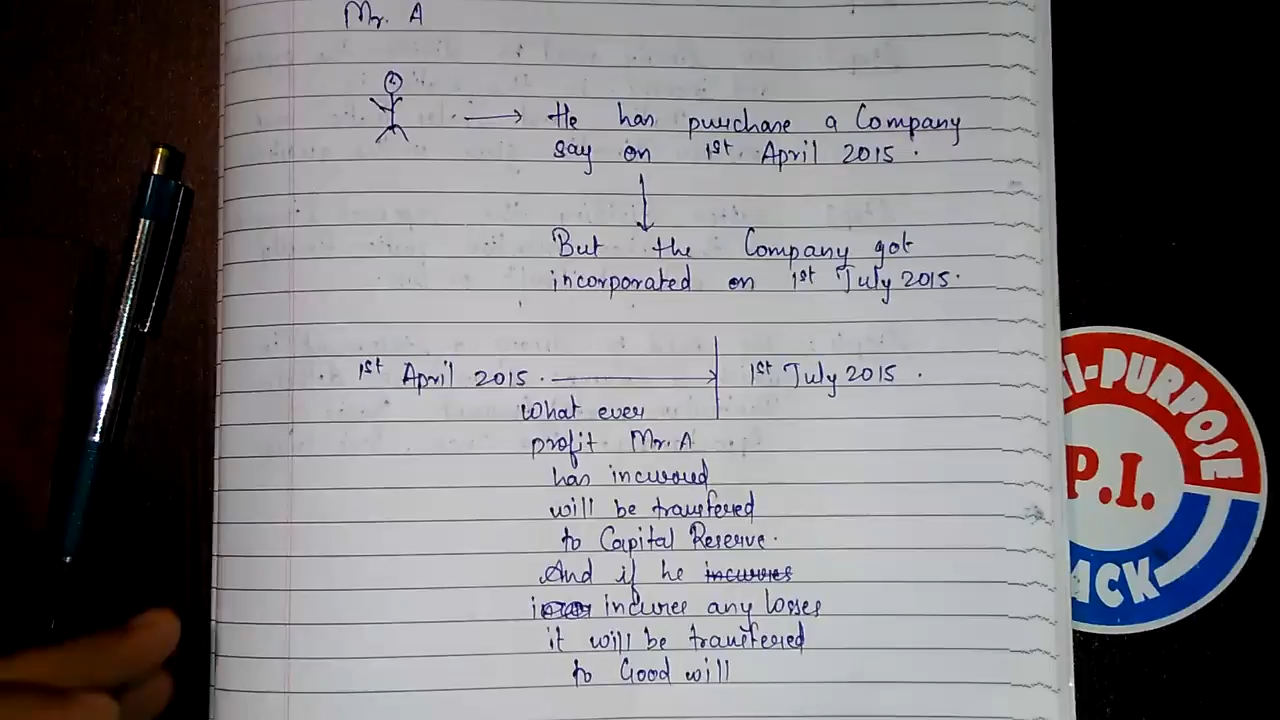 Mr. A
He has purchase a Company
say on 1st April 2015.
But the Company got
incorporated on 1st July 2015.
1st April 2015. 1st July 2015.
What ever
profit Mr. A
has incurred
will be transfered
to Capital Reserve.
And if he incurres
incures any losses
it will be transfered
to Good will
I-PURPOSE
P.I.
ACK